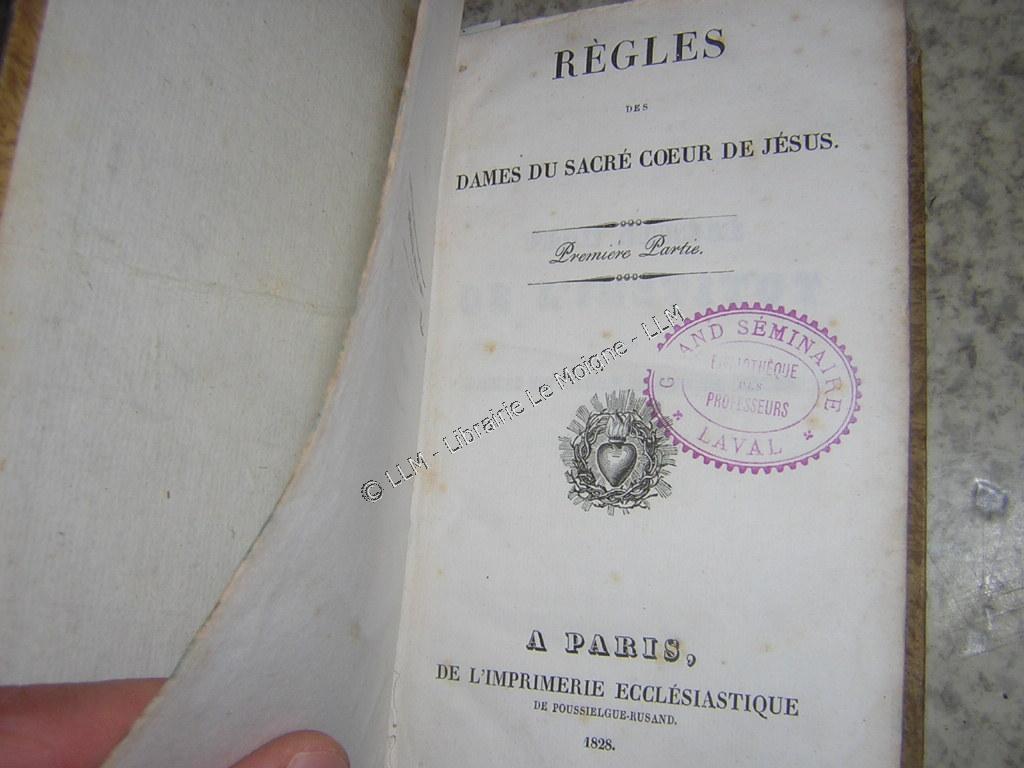 RÈGLES
DES
DAMES DU SACRÉ COEUR DE JÉSUS.
Première Partie.
GRAND SÉMINAIRE
BIBLIOTHÈQUE
DES
PROFESSEURS
LAVAL
© LLM - Librairie Le Moigne - LLM
A PARIS,
DE L'IMPRIMERIE ECCLÉSIASTIQUE
DE POUSSIELGUE-RUSAND.
1828.